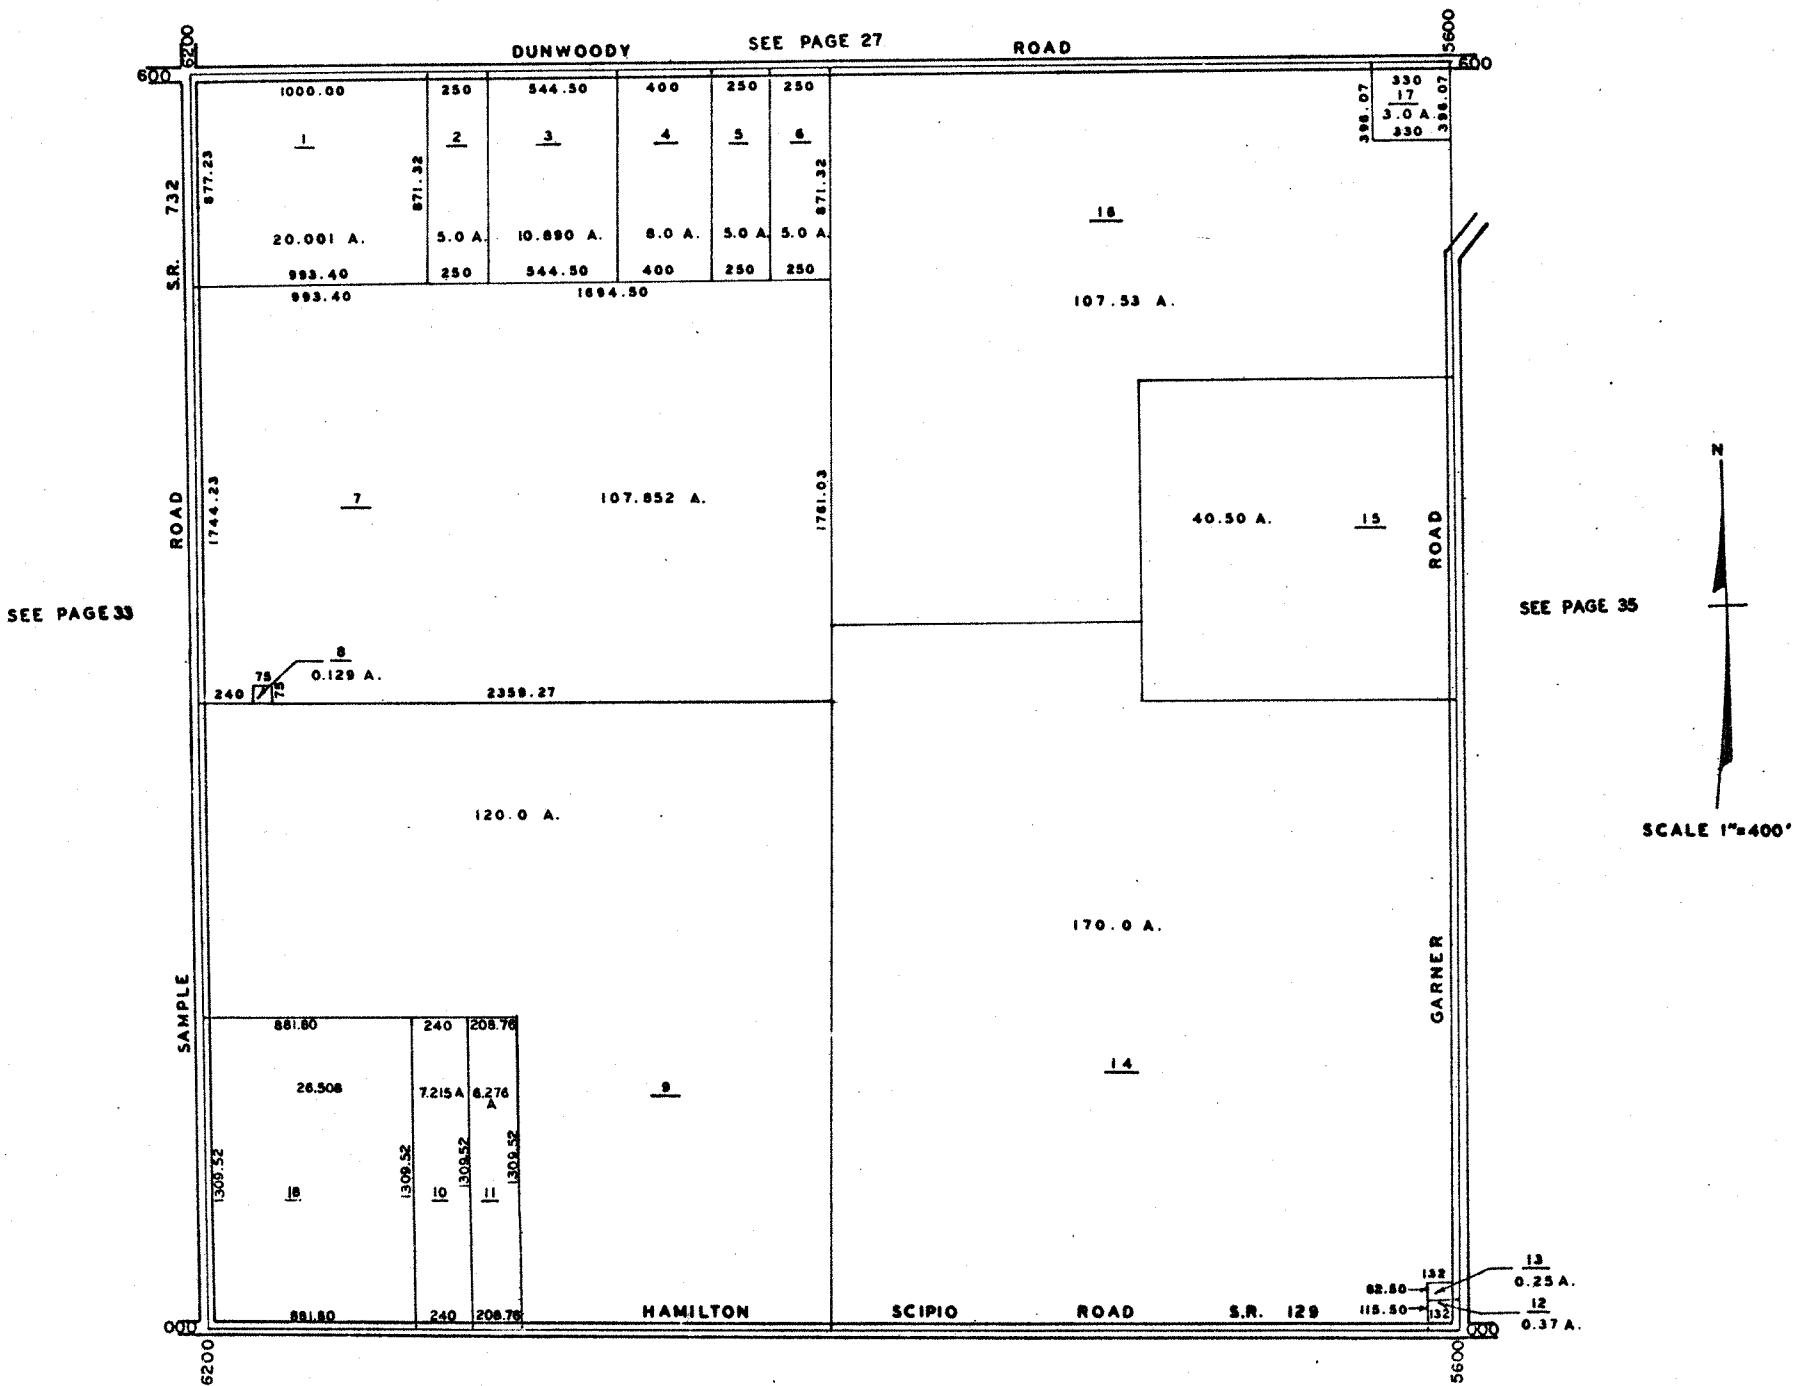 6200
DUNWOODY SEE PAGE 27 ROAD
5600
600
600
1000.00 250 544.50 400 250 250
330
17
3.0 A.
330
396.07
396.07
1 2 3 4 5 6
877.23
871.32
871.32
S.R. 732
16
20.001 A. 5.0 A. 10.890 A. 8.0 A. 5.0 A. 5.0 A.
993.40 250 544.50 400 250 250
993.40 1694.50
107.53 A.
1744.23
7
107.852 A.
1761.03
40.50 A. 15
ROAD
ROAD
N
SEE PAGE 33
SEE PAGE 35
8
0.129 A.
75
240 75
2359.27
120.0 A.
SCALE 1"=400'
170.0 A.
SAMPLE
GARNER
881.80 240 208.76
26.508 7.215 A 6.276
A
9
14
1309.52
1309.52
1309.52
1309.52
18 10 11
132
13
0.25 A.
82.50
12
115.50
132
0.37 A.
881.80 240 208.76
HAMILTON SCIPIO ROAD S.R. 129
000
000
6200
5600